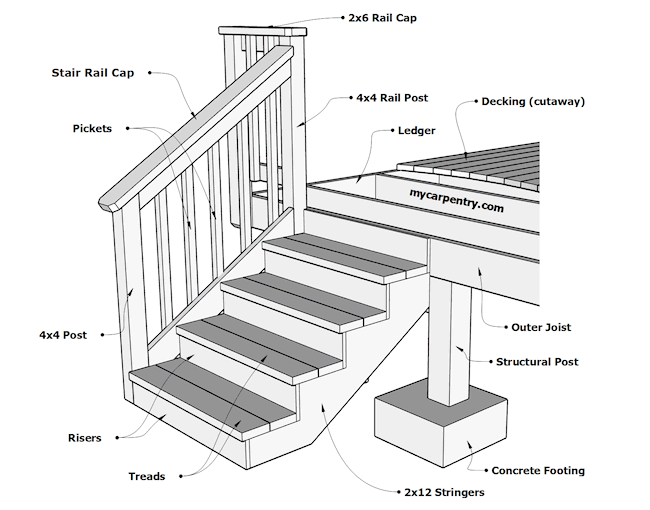 2x6 Rail Cap
Stair Rail Cap
4x4 Rail Post
Decking (cutaway)
Pickets
Ledger
mycarpentry.com
4x4 Post
Outer Joist
Structural Post
Risers
Treads
Concrete Footing
2x12 Stringers